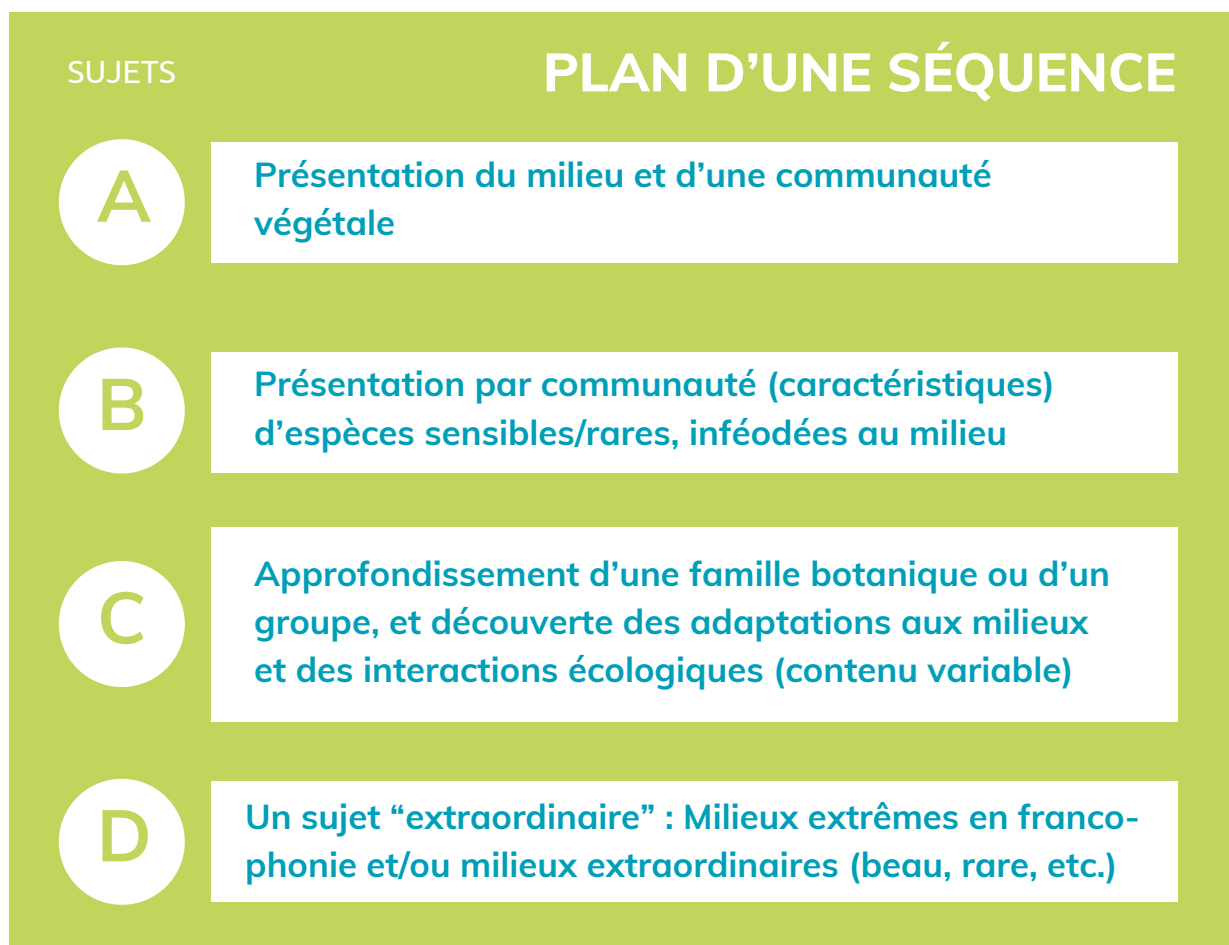 SUJETS
PLAN D’UNE SÉQUENCE
A
Présentation du milieu et d’une communauté
végétale
B
Présentation par communauté (caractéristiques)
d’espèces sensibles/rares, inféodées au milieu
C
Approfondissement d’une famille botanique ou d’un
groupe, et découverte des adaptations aux milieux
et des interactions écologiques (contenu variable)
D
Un sujet “extraordinaire” : Milieux extrêmes en franco-
phonie et/ou milieux extraordinaires (beau, rare, etc.)